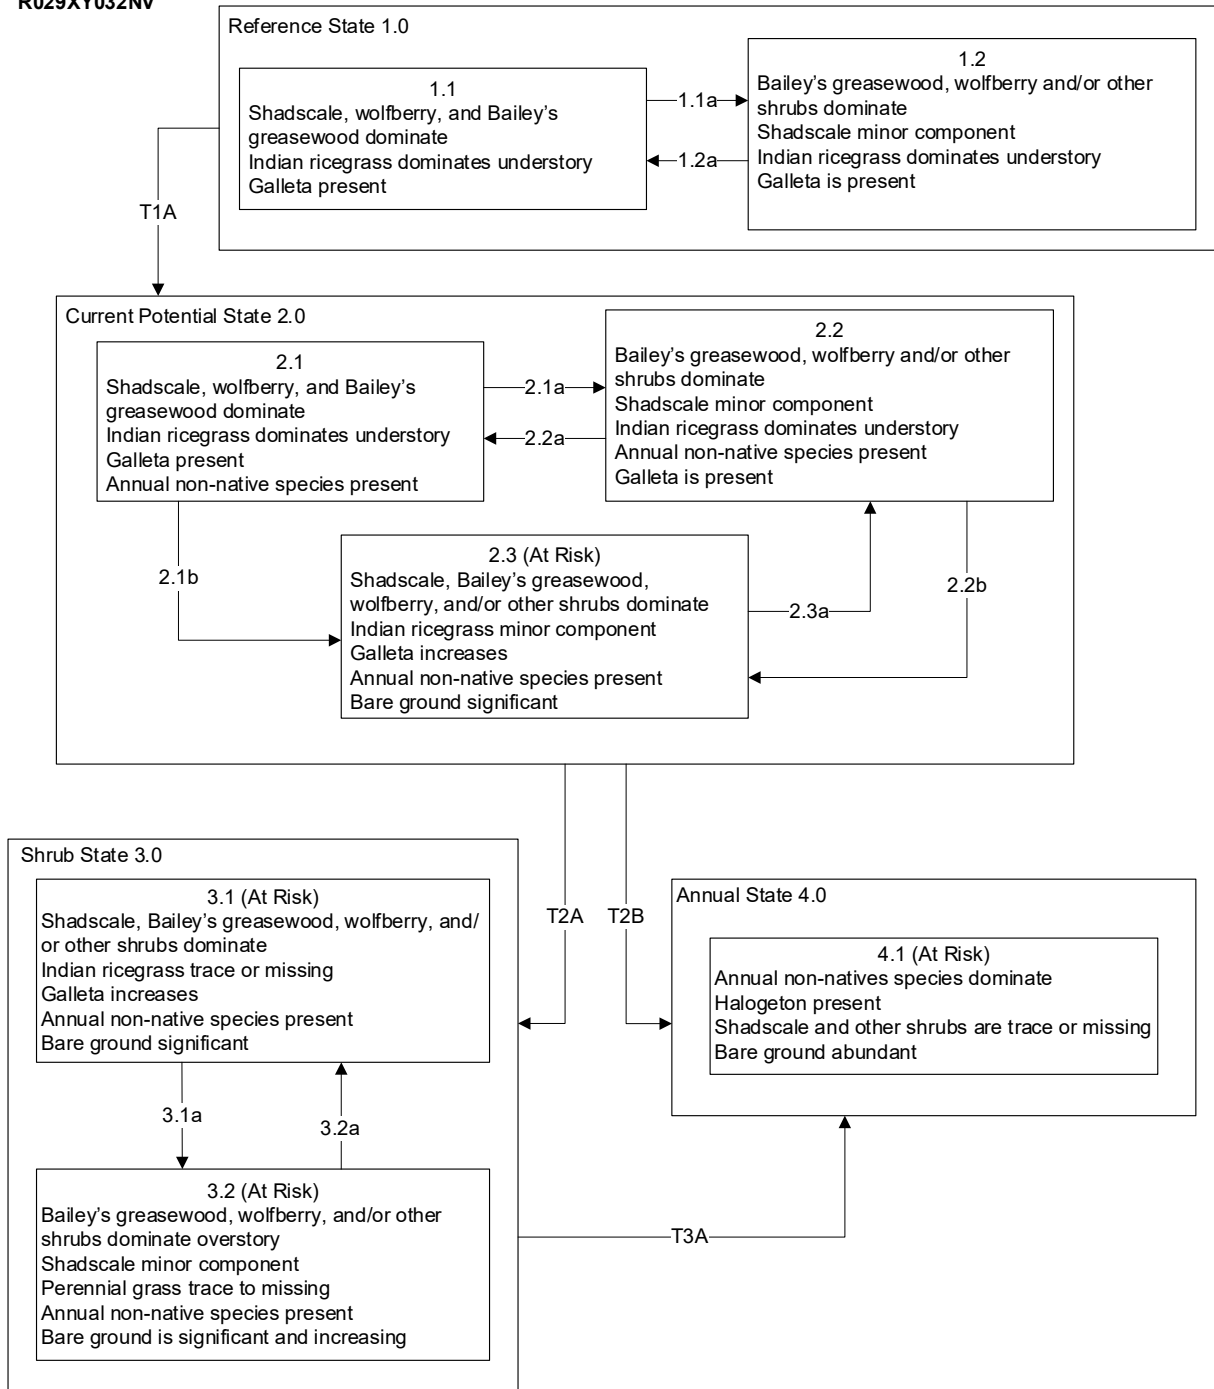 R029XY032NV
Reference State 1.0
1.1
Shadscale, wolfberry, and Bailey's
greasewood dominate
Indian ricegrass dominates understory
Galleta present
1.1a
1.2a
1.2
Bailey's greasewood, wolfberry and/or other
shrubs dominate
Shadscale minor component
Indian ricegrass dominates understory
Galleta is present
T1A
Current Potential State 2.0
2.1
Shadscale, wolfberry, and Bailey's
greasewood dominate
Indian ricegrass dominates understory
Galleta present
Annual non-native species present
2.1a
2.2a
2.2
Bailey's greasewood, wolfberry and/or other
shrubs dominate
Shadscale minor component
Indian ricegrass dominates understory
Annual non-native species present
Galleta is present
2.1b
2.3 (At Risk)
Shadscale, Bailey's greasewood,
wolfberry, and/or other shrubs dominate
Indian ricegrass minor component
Galleta increases
Annual non-native species present
Bare ground significant
2.3a
2.2b
T2A
T2B
Shrub State 3.0
3.1 (At Risk)
Shadscale, Bailey's greasewood, wolfberry, and/
or other shrubs dominate
Indian ricegrass trace or missing
Galleta increases
Annual non-native species present
Bare ground significant
3.1a
3.2a
3.2 (At Risk)
Bailey's greasewood, wolfberry, and/or other
shrubs dominate overstory
Shadscale minor component
Perennial grass trace to missing
Annual non-native species present
Bare ground is significant and increasing
T3A
Annual State 4.0
4.1 (At Risk)
Annual non-natives species dominate
Halogeton present
Shadscale and other shrubs are trace or missing
Bare ground abundant